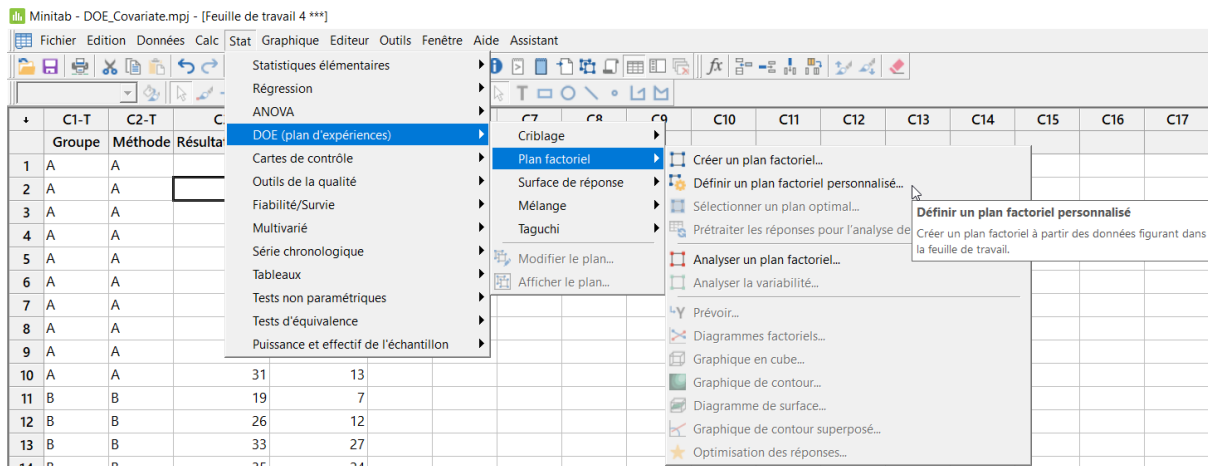 Minitab - DOE_Covariate.mpj - [Feuille de travail 4 ***]
Fichier Edition Données Calc Stat Graphique Editeur Outils Fenêtre Aide Assistant
Statistiques élémentaires
Régression
ANOVA
DOE (plan d'expériences)
Cartes de contrôle
Outils de la qualité
Fiabilité/Survie
Multivarié
Série chronologique
Tableaux
Tests non paramétriques
Tests d'équivalence
Puissance et effectif de l'échantillon
Criblage
Plan factoriel
Surface de réponse
Mélange
Taguchi
Modifier le plan...
Afficher le plan...
Créer un plan factoriel...
Définir un plan factoriel personnalisé...
Sélectionner un plan optimal...
Prétraiter les réponses pour l'analyse de
Analyser un plan factoriel...
Analyser la variabilité...
Prévoir...
Diagrammes factoriels...
Graphique en cube...
Graphique de contour...
Diagramme de surface...
Graphique de contour superposé...
Optimisation des réponses...
Définir un plan factoriel personnalisé
Créer un plan factoriel à partir des données figurant dans
la feuille de travail.
C1-T C2-T C C7 C8 C9 C10 C11 C12 C13 C14 C15 C16 C17
Groupe Méthode Résulta
1 A A
2 A A
3 A A
4 A A
5 A A
6 A A
7 A A
8 A A
9 A A
10 A A 31 13
11 B B 19 7
12 B B 26 12
13 B B 33 27
14 B B 35 24